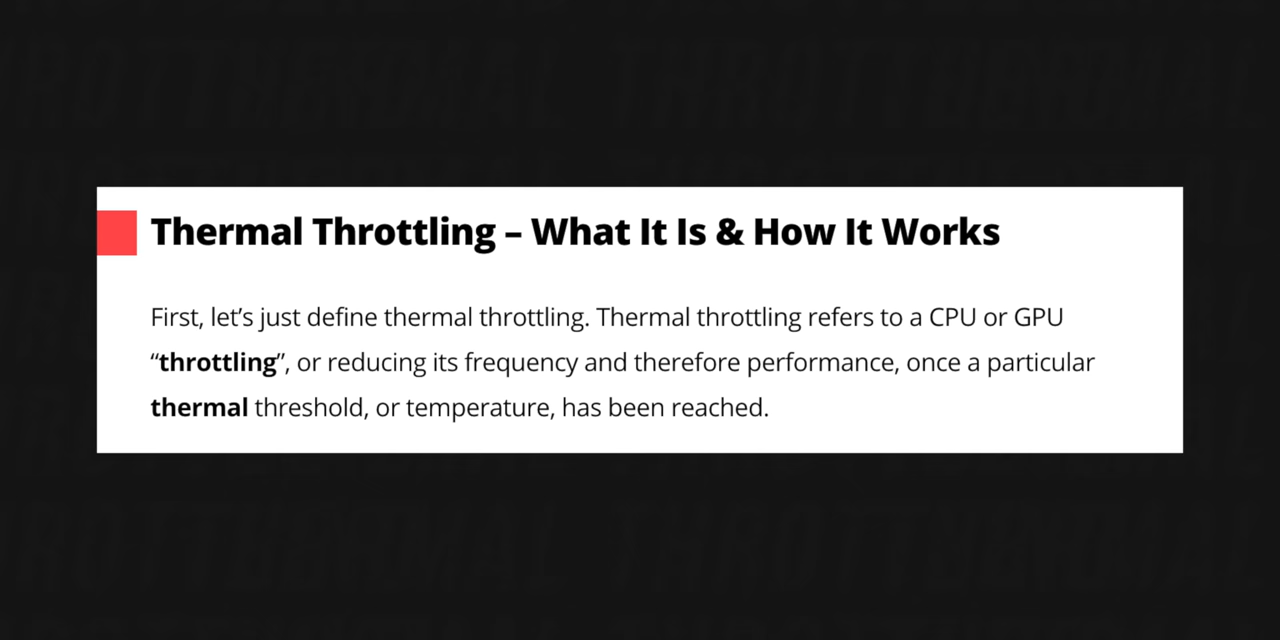 Thermal Throttling – What It Is & How It Works
First, let’s just define thermal throttling. Thermal throttling refers to a CPU or GPU
“throttling”, or reducing its frequency and therefore performance, once a particular
thermal threshold, or temperature, has been reached.